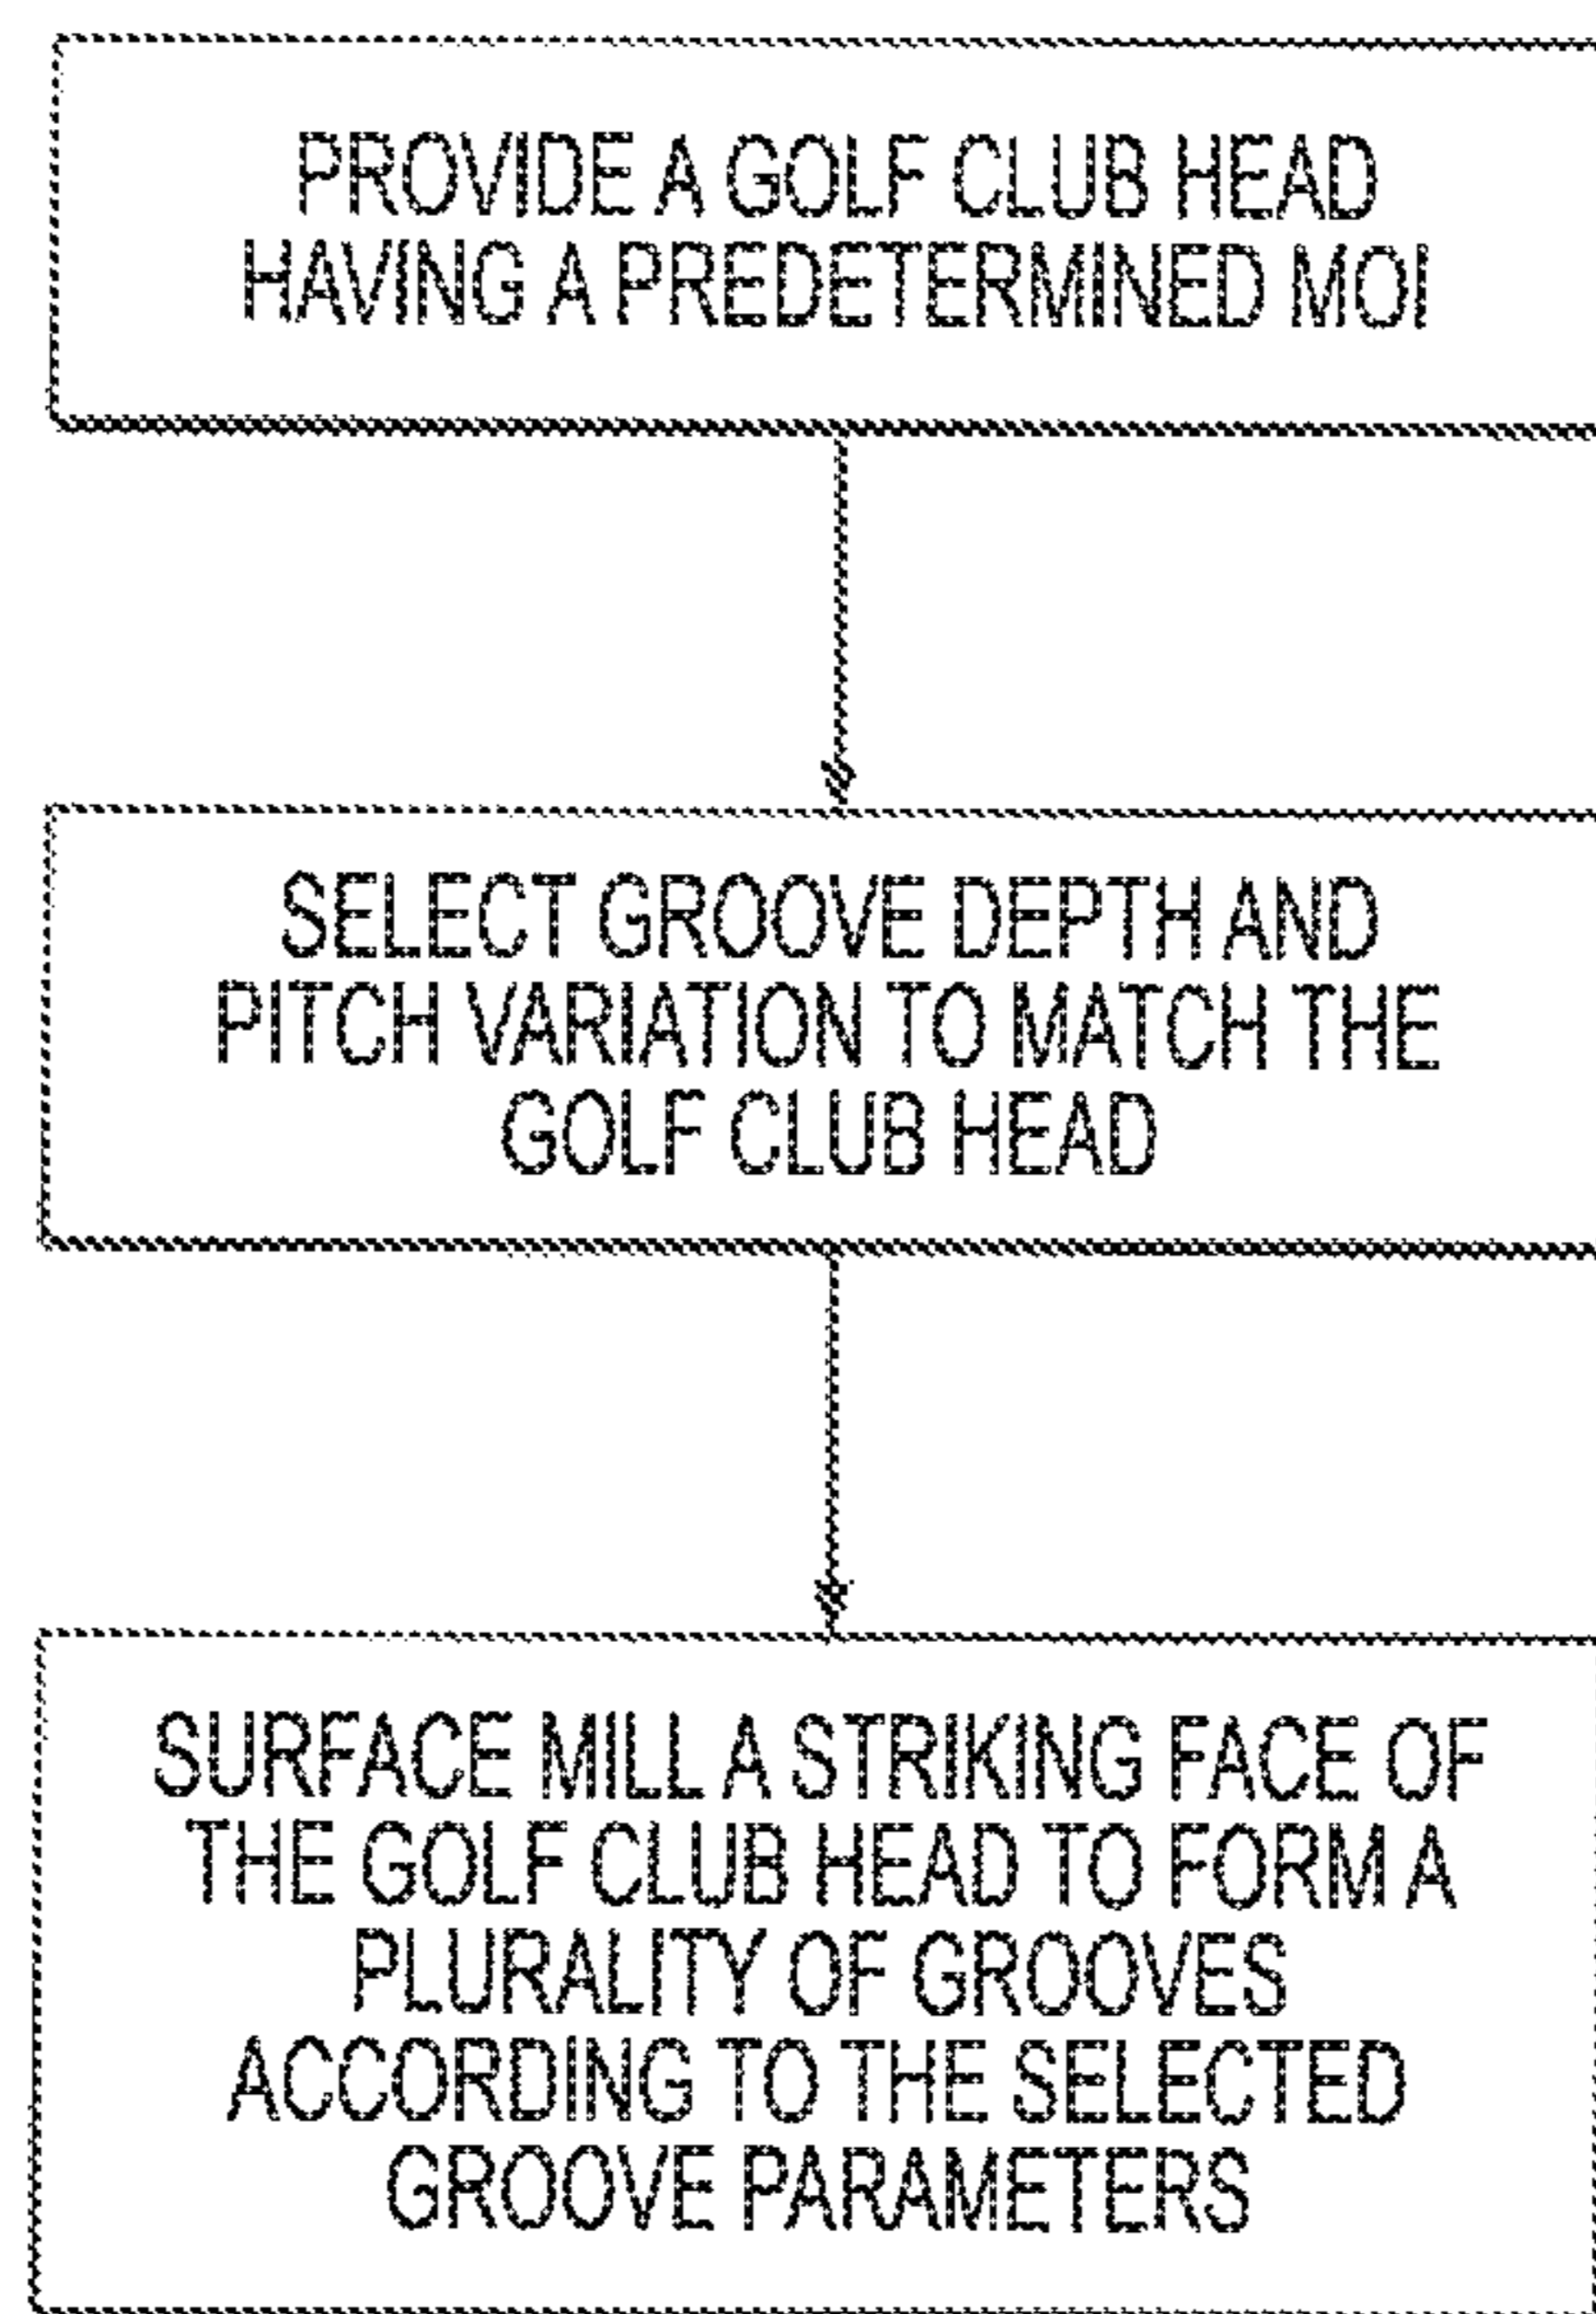 PROVIDE A GOLF CLUB HEAD
HAVING A PREDETERMINED MOI
SELECT GROOVE DEPTH AND
PITCH VARIATION TO MATCH THE
GOLF CLUB HEAD
SURFACE MILL A STRIKING FACE OF
THE GOLF CLUB HEAD TO FORM A
PLURALITY OF GROOVES
ACCORDING TO THE SELECTED
GROOVE PARAMETERS